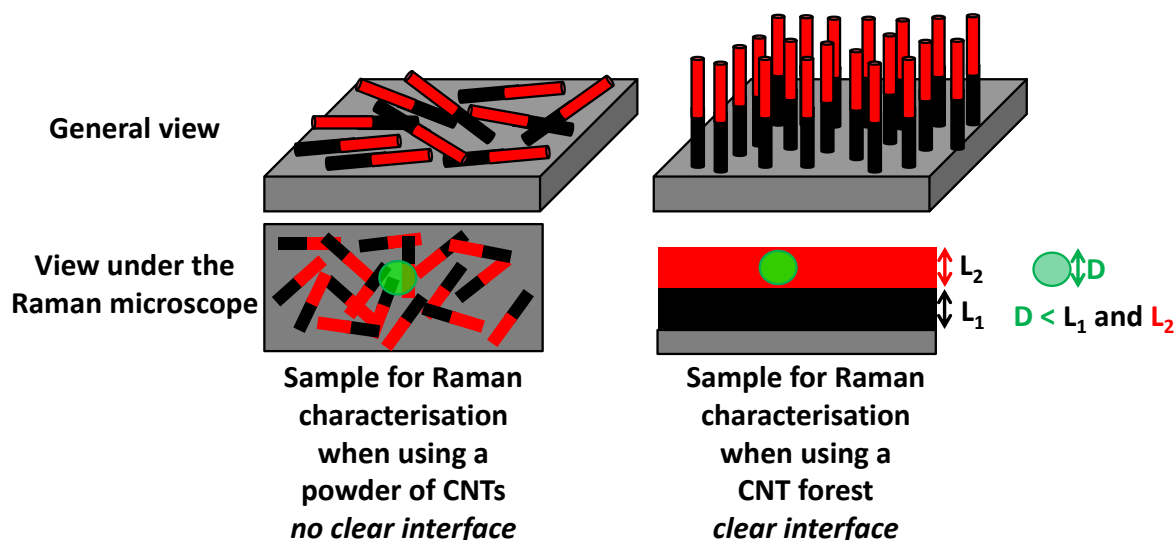 General view
View under the
Raman microscope
L₂
L₁
D
D < L₁ and L₂
Sample for Raman
characterisation
when using a
powder of CNTs
no clear interface
Sample for Raman
characterisation
when using a
CNT forest
clear interface